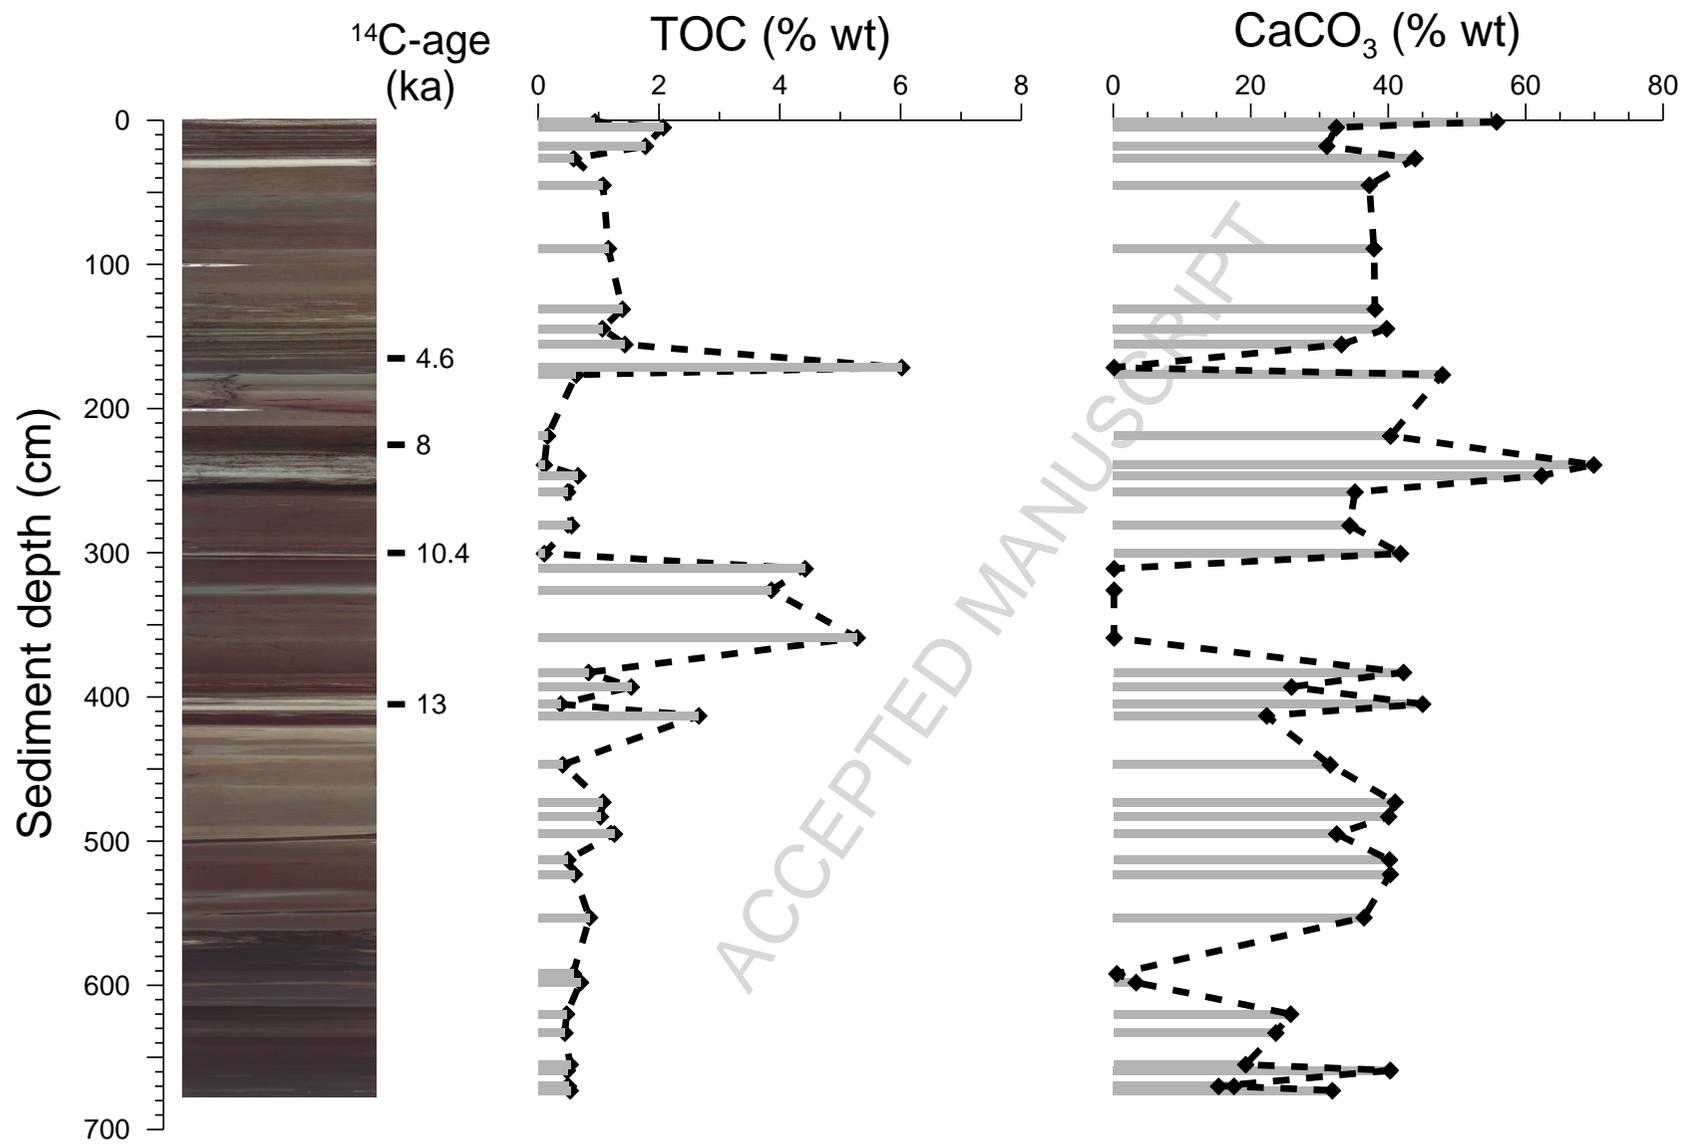 ¹⁴C-age
(ka)
TOC (% wt)
CaCO₃ (% wt)
0 2 4 6 8
0 20 40 60 80
0
100
4.6
200
8
300
10.4
400
13
500
600
700
Sediment depth (cm)
ACCEPTED MANUSCRIPT